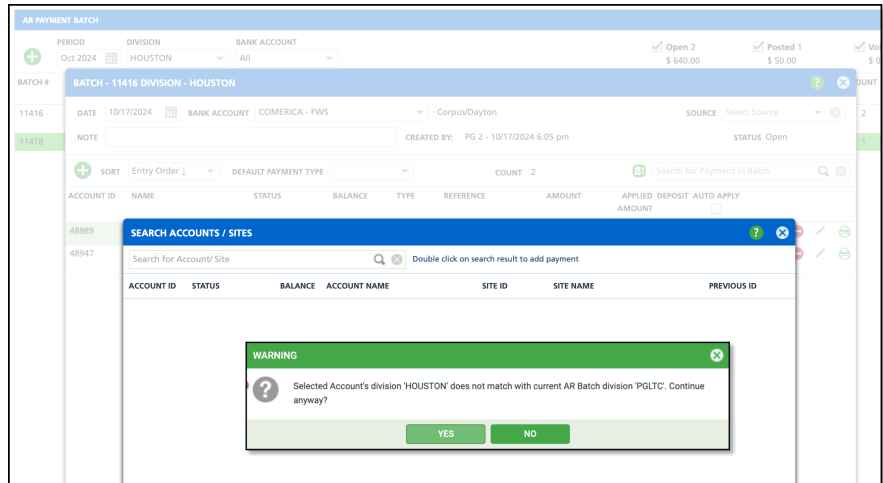 AR PAYMENT BATCH
PERIOD DIVISION BANK ACCOUNT
Open 2 Posted 1 Vo
Oct 2024 HOUSTON All
$ 640.00 $ 50.00 $ 0
BATCH # OUNT
BATCH - 11416 DIVISION - HOUSTON ?
11416 DATE 10/17/2024 BANK ACCOUNT COMERICA - FWS Corpus/Dayton SOURCE Select Source 2
11418 NOTE CREATED BY: PG 2 - 10/17/2024 6:05 pm STATUS Open 1
SORT Entry Order ↓ DEFAULT PAYMENT TYPE COUNT 2 Search for Payment in Batch
ACCOUNT ID NAME STATUS BALANCE TYPE REFERENCE AMOUNT APPLIED AMOUNT DEPOSIT AUTO APPLY
48989
48947
SEARCH ACCOUNTS / SITES ?
Search for Account/ Site Double click on search result to add payment
ACCOUNT ID STATUS BALANCE ACCOUNT NAME SITE ID SITE NAME PREVIOUS ID
WARNING
? Selected Account's division 'HOUSTON' does not match with current AR Batch division 'PGLTC'. Continue
anyway?
YES NO